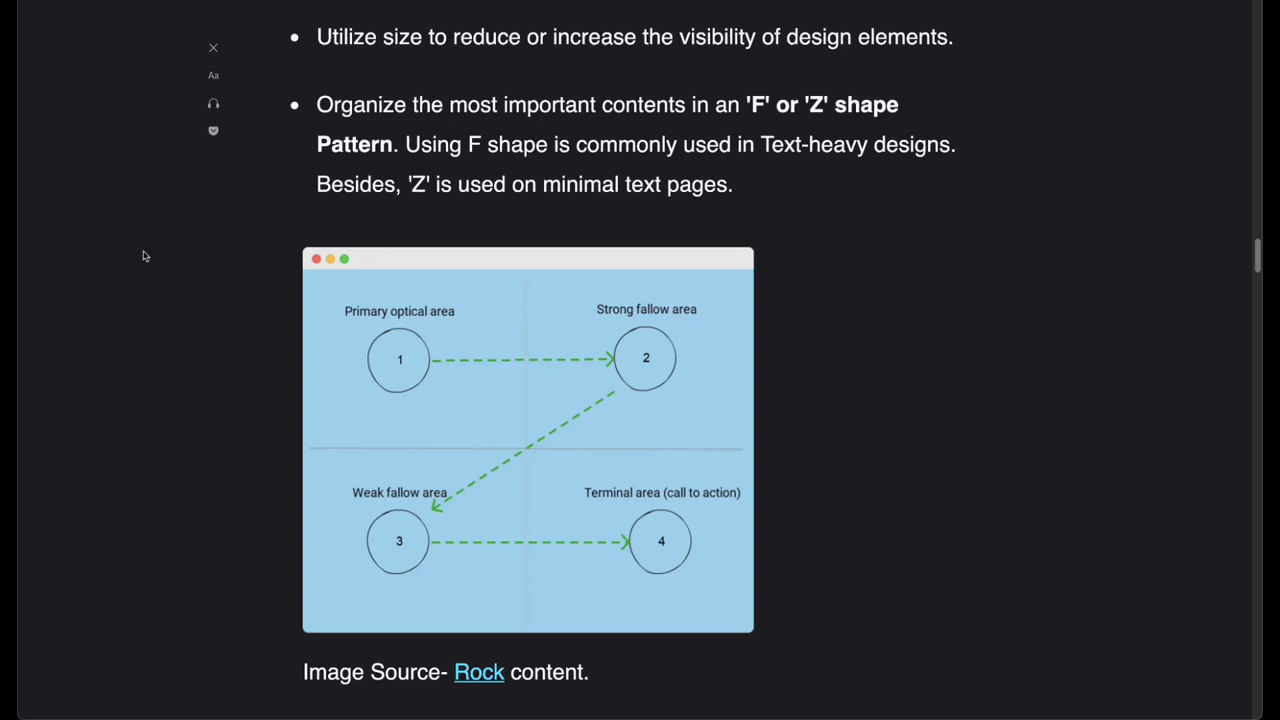 Utilize size to reduce or increase the visibility of design elements.
Aa
Organize the most important contents in an 'F' or 'Z' shape
Pattern. Using F shape is commonly used in Text-heavy designs.
Besides, 'Z' is used on minimal text pages.
Primary optical area
Strong fallow area
1
2
Weak fallow area
Terminal area (call to action)
3
4
Image Source- Rock content.